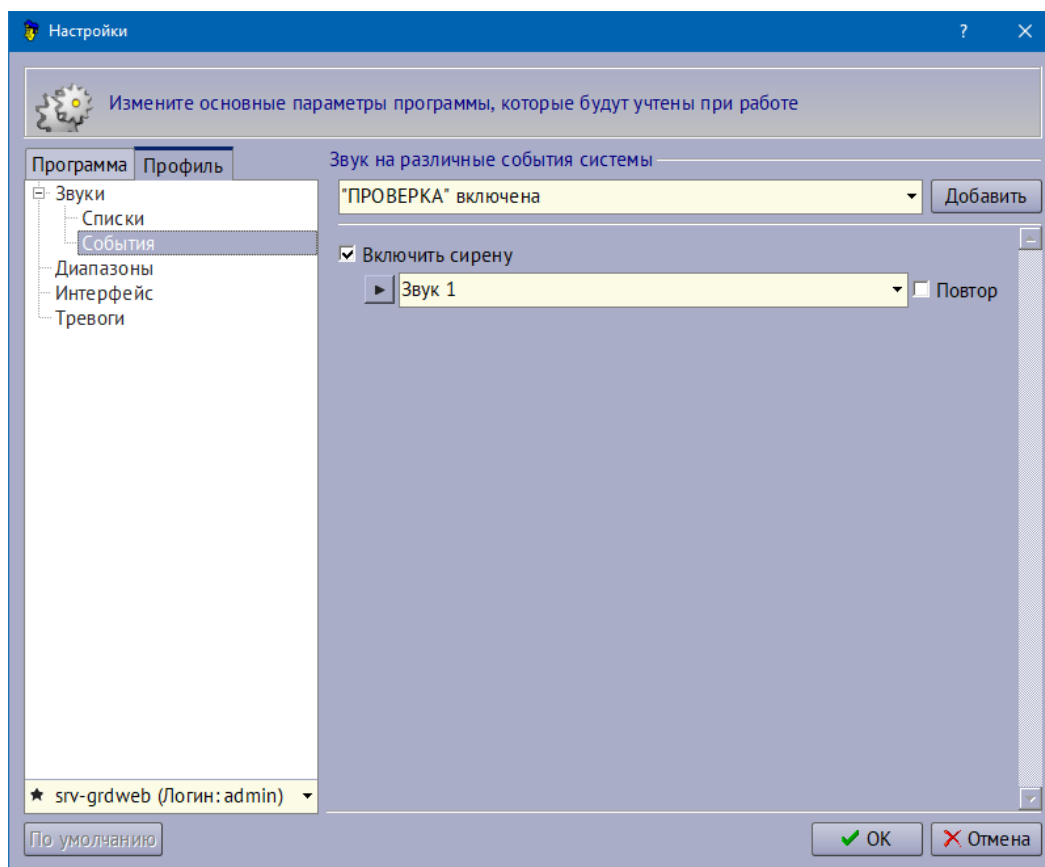 Настройки
Измените основные параметры программы, которые будут учтены при работе
Программа Профиль
Звуки
Списки
События
Диапазоны
Интерфейс
Тревоги
srv-grdweb (Логин:admin)
Звук на различные события системы
"ПРОВЕРКА" включена Добавить
Включить сирену
Звук 1 Повтор
По умолчанию OK Отмена